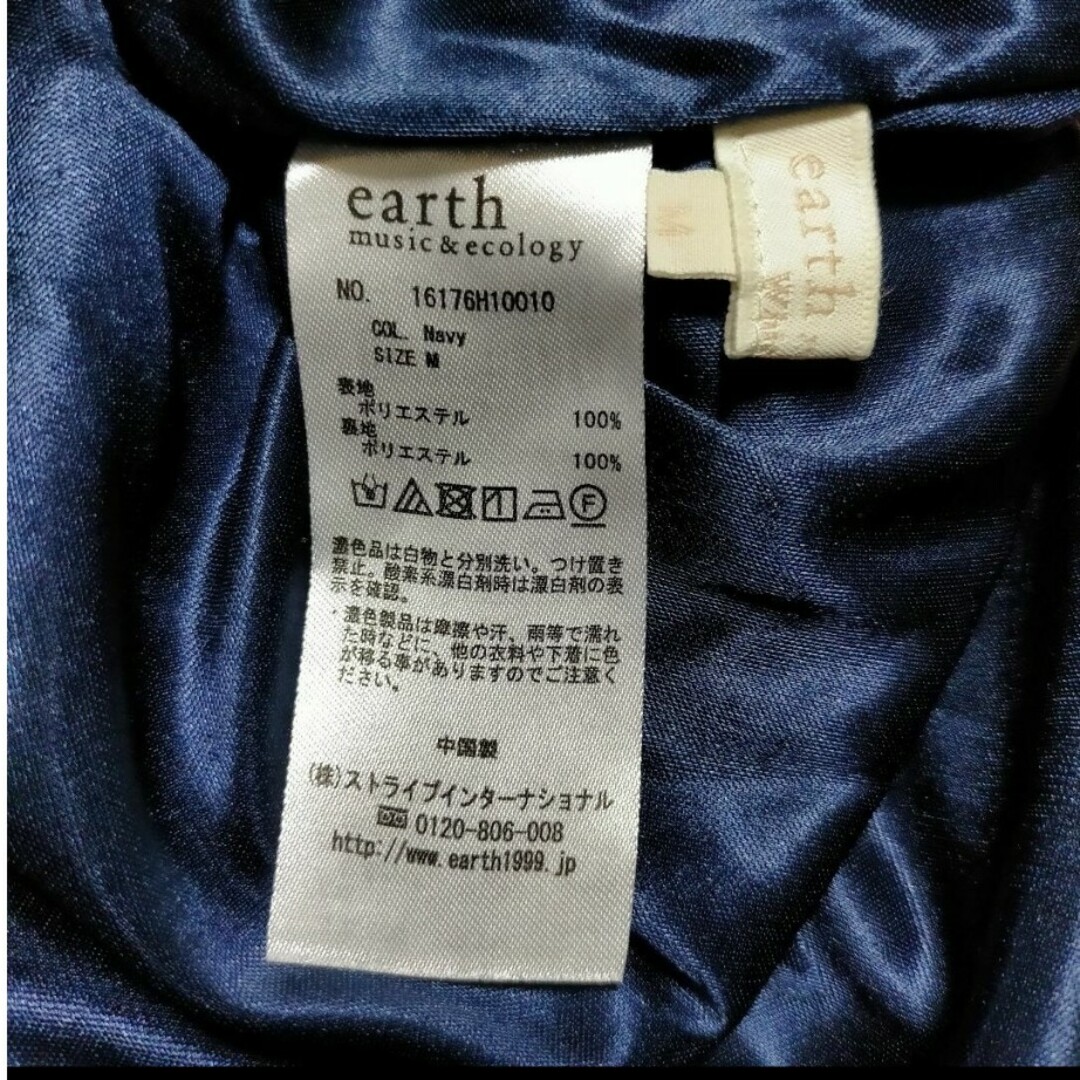 earth
music&ecology
NO. 16176H10010
COL. Navy
SIZE M
表地
ポリエステル 100%
裏地
ポリエステル 100%
F
濃色品は白物と分別洗い。つけ置き
禁止。酸素系漂白剤時は漂白剤の表
示を確認。
・濃色製品は摩擦や汗、雨等で濡れ
た時などに、他の衣料や下着に色
が移る事がありますのでご注意く
ださい。
中国製
(株)ストライプインターナショナル
0120-806-008
http://www.earth1999.jp
M
earth